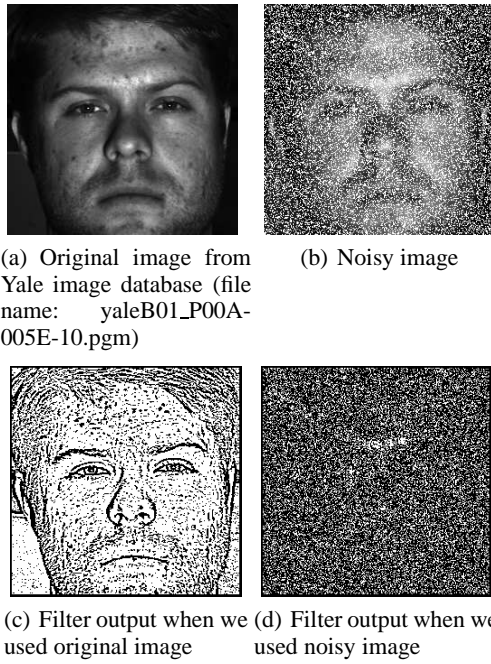 (a) Original image from
Yale image database (file
name: yaleB01_P00A-
005E-10.pgm)
(b) Noisy image
(c) Filter output when we
used original image
(d) Filter output when we
used noisy image